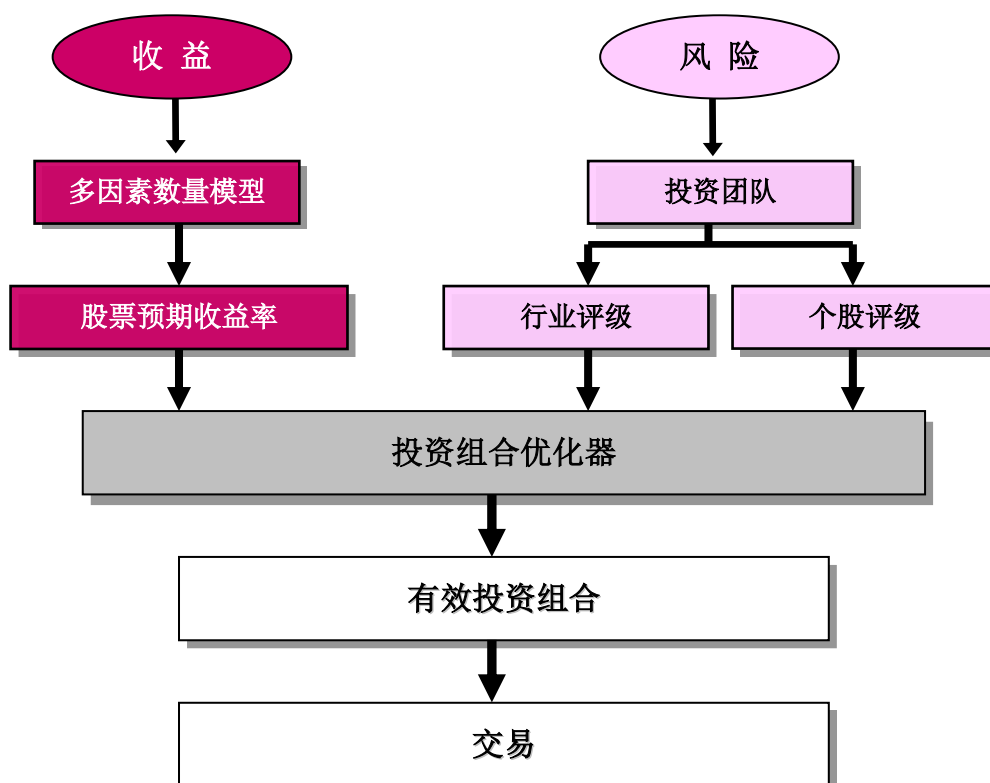 收 益
风 险
多因素数量模型
投资团队
股票预期收益率
行业评级
个股评级
投资组合优化器
有效投资组合
交易